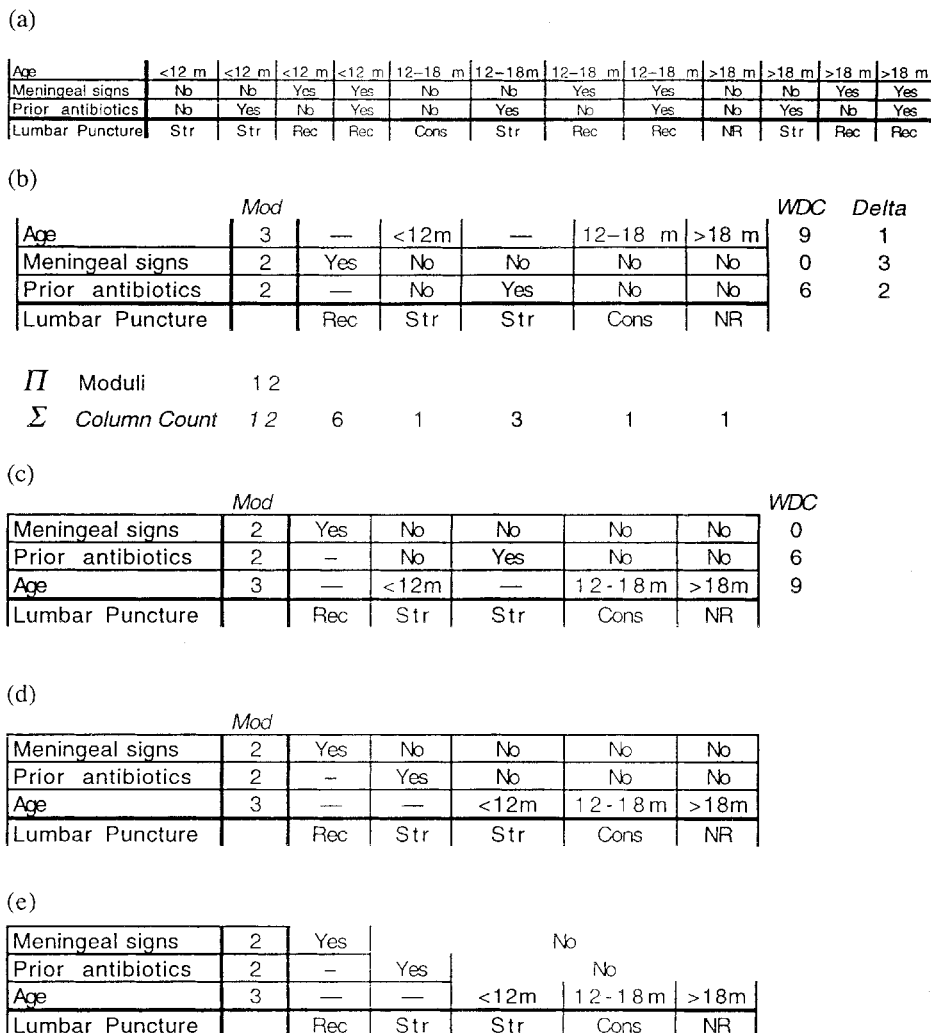 (a)
Age <12 m <12 m <12 m <12 m 12–18 m 12–18m 12–18 m 12–18 m >18 m >18 m >18 m >18 m
Meningeal signs No No Yes Yes No No Yes Yes No No Yes Yes
Prior antibiotics No Yes No Yes No Yes No Yes No Yes No Yes
Lumbar Puncture Str Str Rec Rec Cons Str Rec Rec NR Str Rec Rec
(b)
Mod WDC Delta
Age 3 — <12m — 12–18 m >18 m 9 1
Meningeal signs 2 Yes No No No No 0 3
Prior antibiotics 2 — No Yes No No 6 2
Lumbar Puncture Rec Str Str Cons NR
Π Moduli 12
Σ Column Count 12 6 1 3 1 1
(c)
Mod WDC
Meningeal signs 2 Yes No No No No 0
Prior antibiotics 2 – No Yes No No 6
Age 3 — <12m — 12-18m >18m 9
Lumbar Puncture Rec Str Str Cons NR
(d)
Mod
Meningeal signs 2 Yes No No No No
Prior antibiotics 2 – Yes No No No
Age 3 — — <12m 12-18m >18m
Lumbar Puncture Rec Str Str Cons NR
(e)
Meningeal signs 2 Yes No
Prior antibiotics 2 – Yes No
Age 3 — — <12m 12-18m >18m
Lumbar Puncture Rec Str Str Cons NR